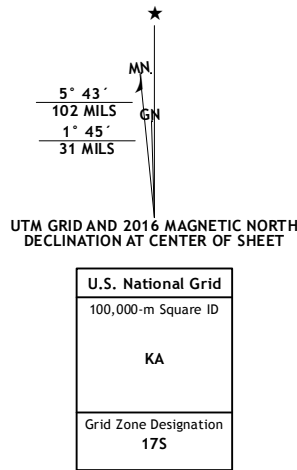 MN.
5° 43´
102 MILS
GN
1° 45´
31 MILS
UTM GRID AND 2016 MAGNETIC NORTH
DECLINATION AT CENTER OF SHEET
U.S. National Grid
100,000-m Square ID
KA
Grid Zone Designation
17S